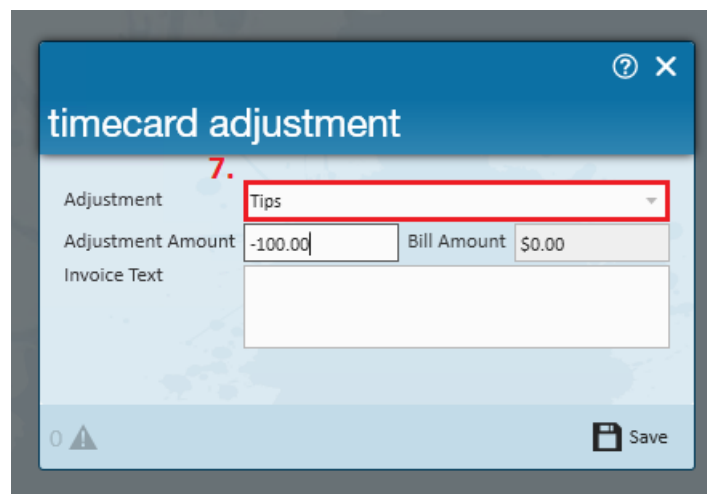 timecard adjustment
7.
Adjustment Tips
Adjustment Amount -100.00 Bill Amount $0.00
Invoice Text
0 Save